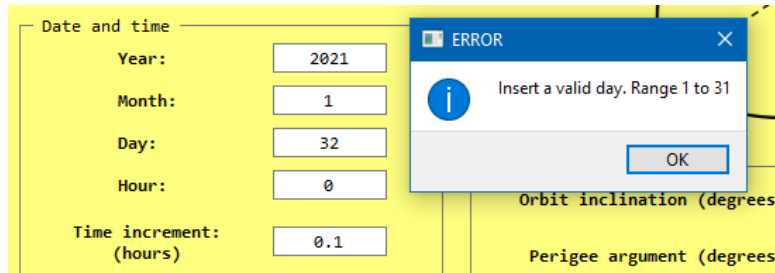 Date and time
Year: 2021
Month: 1
Day: 32
Hour: 0
Time increment: 0.1
(hours)
ERROR
Insert a valid day. Range 1 to 31
OK
Orbit inclination (degrees
Perigee argument (degrees